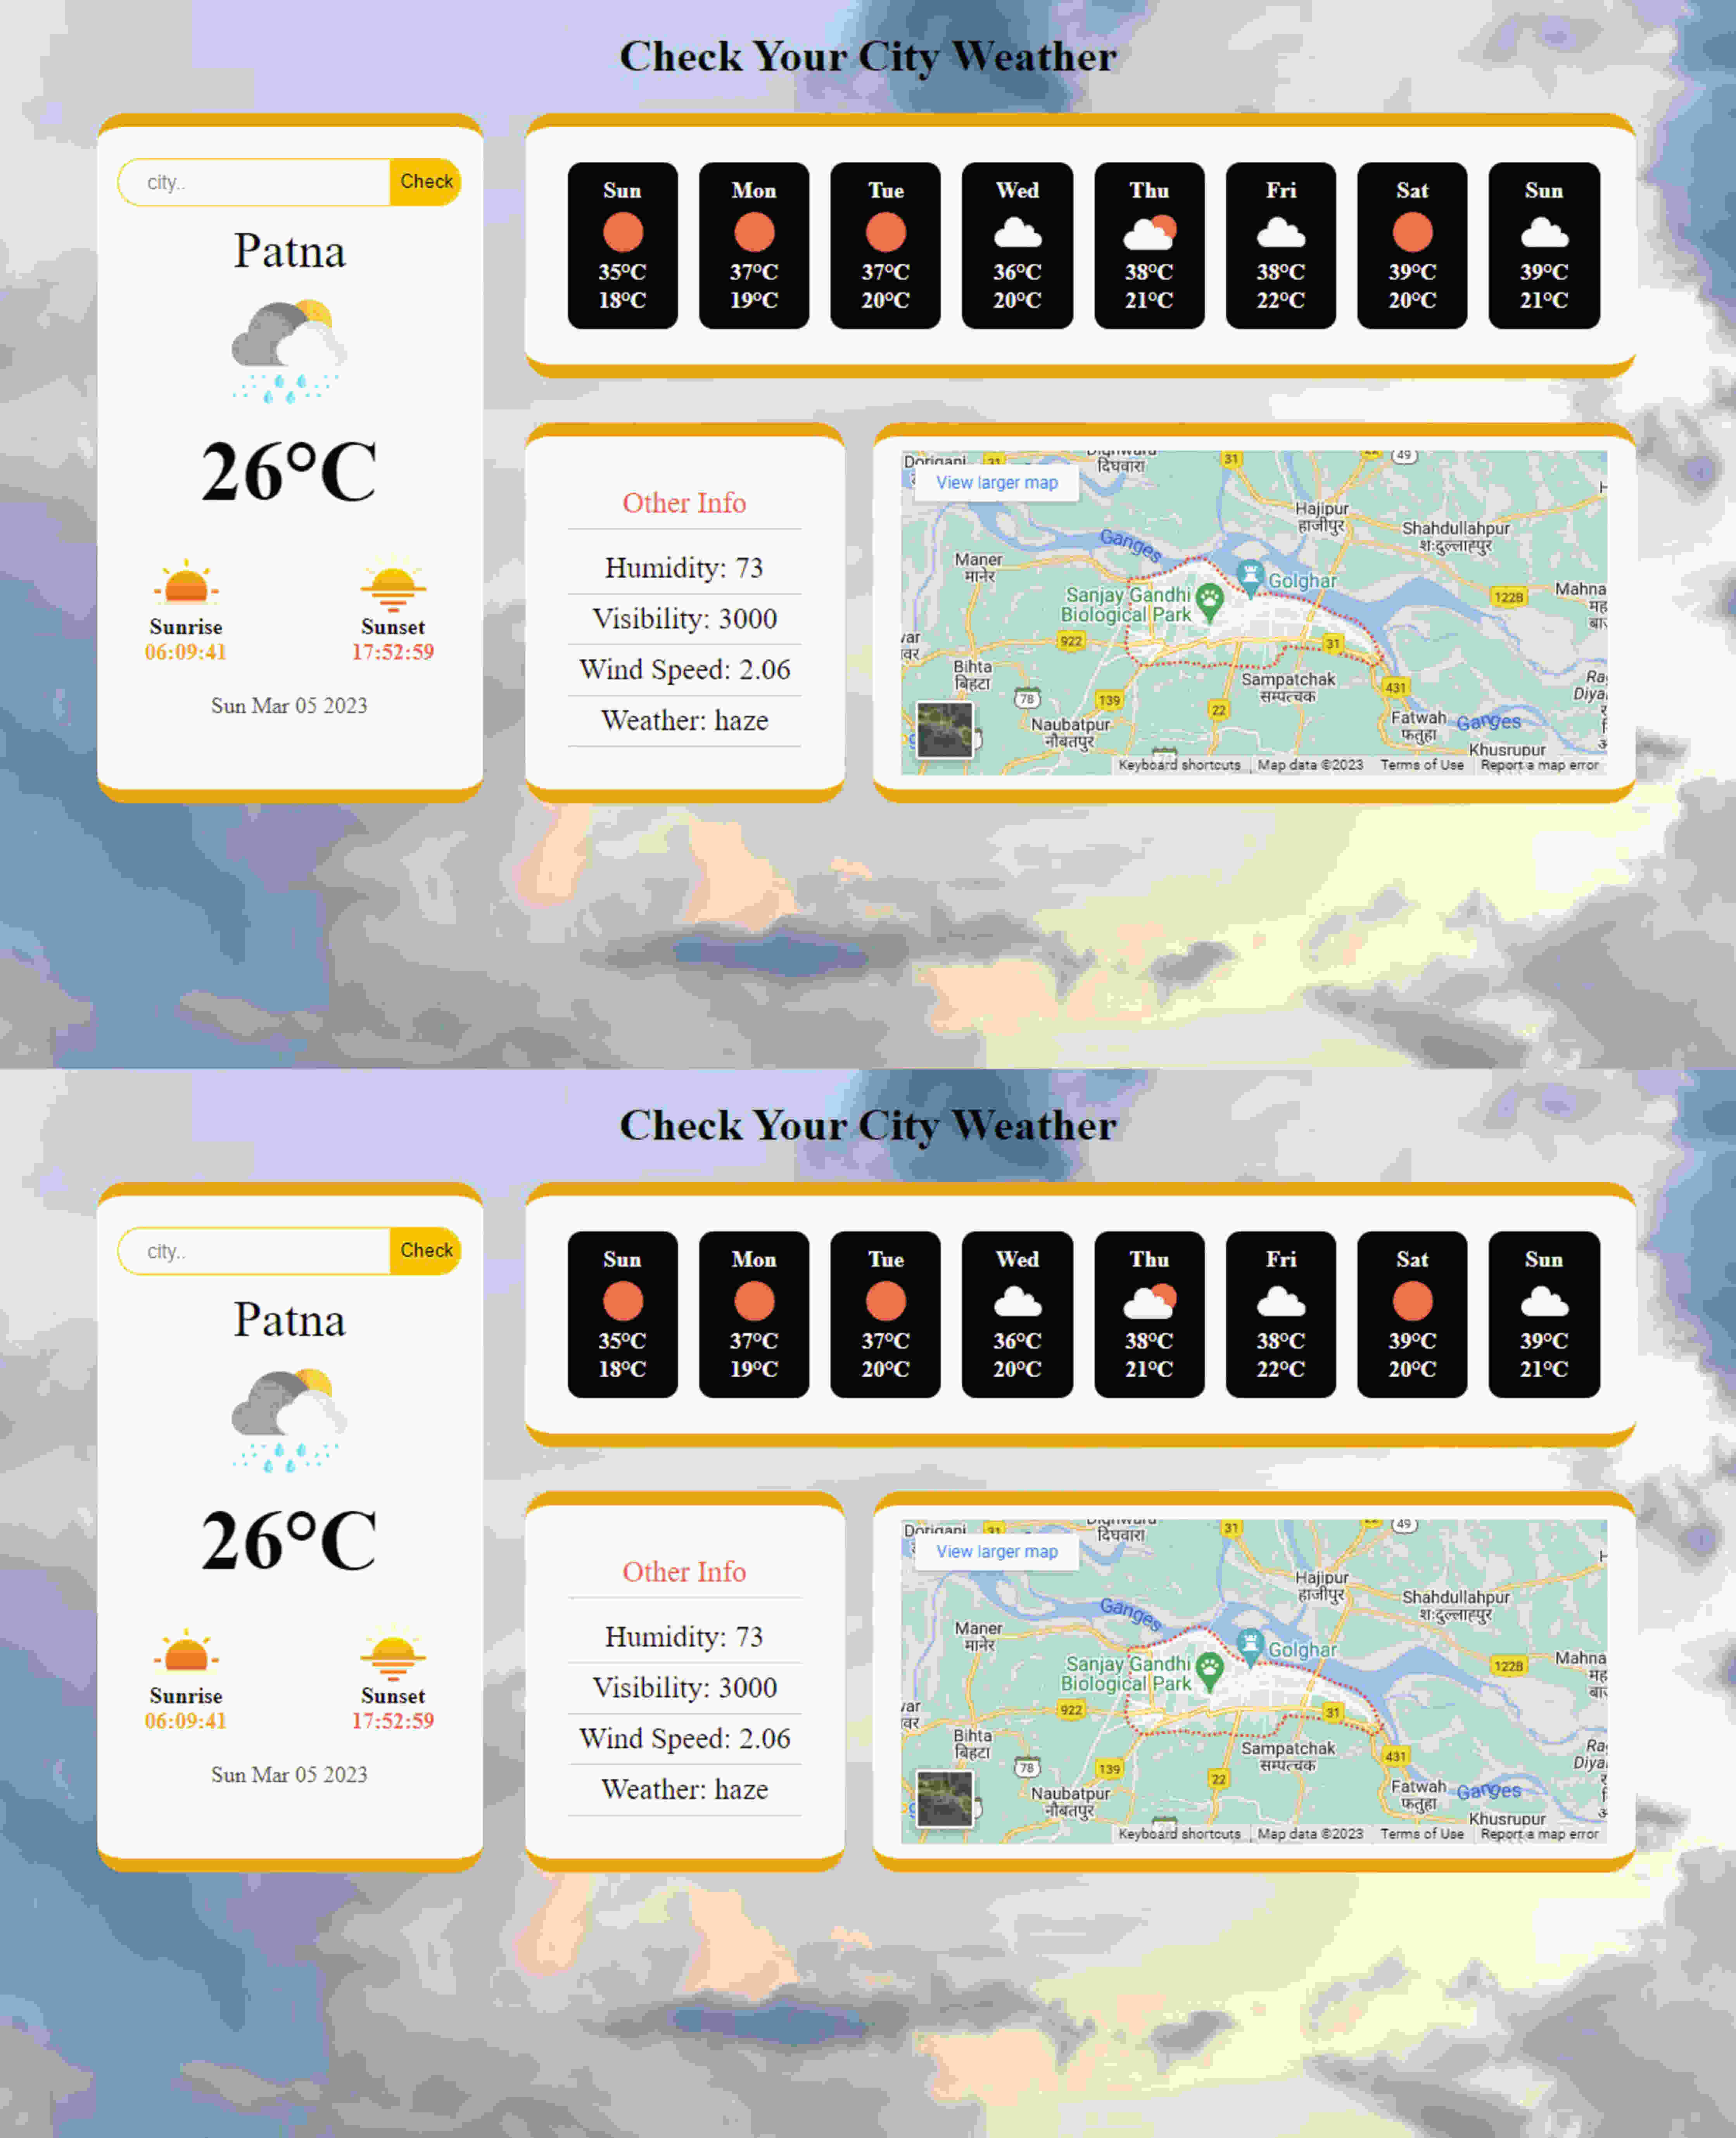 Check Your City Weather
city..
Check
Patna
26°C
Sunrise
06:09:41
Sunset
17:52:59
Sun Mar 05 2023
Sun
35°C
18°C
Mon
37°C
19°C
Tue
37°C
20°C
Wed
36°C
20°C
Thu
38°C
21°C
Fri
38°C
22°C
Sat
39°C
20°C
Sun
39°C
21°C
Other Info
Humidity: 73
Visibility: 3000
Wind Speed: 2.06
Weather: haze
View larger map
दिघवारा
31
49
Hajipur
हाजीपुर
Shahdullahpur
Ganges
Maner
मानेर
Golghar
Sanjay Gandhi
Biological Park
122B
Mahna
922
31
Bihta
बिहटा
Sampatchak
सम्पतचक
78
139
22
431
Naubatpur
नौबतपुर
Fatwah
फतुहा
Ganges
Khusrupur
Keyboard shortcuts
Map data ©2023
Terms of Use
Report a map error
Check Your City Weather
city..
Check
Patna
26°C
Sunrise
06:09:41
Sunset
17:52:59
Sun Mar 05 2023
Sun
35°C
18°C
Mon
37°C
19°C
Tue
37°C
20°C
Wed
36°C
20°C
Thu
38°C
21°C
Fri
38°C
22°C
Sat
39°C
20°C
Sun
39°C
21°C
Other Info
Humidity: 73
Visibility: 3000
Wind Speed: 2.06
Weather: haze
View larger map
दिघवारा
31
49
Hajipur
हाजीपुर
Shahdullahpur
Ganges
Maner
मानेर
Golghar
Sanjay Gandhi
Biological Park
122B
Mahna
922
31
Bihta
बिहटा
Sampatchak
सम्पतचक
78
139
22
431
Naubatpur
नौबतपुर
Fatwah
फतुहा
Ganges
Khusrupur
Keyboard shortcuts
Map data ©2023
Terms of Use
Report a map error